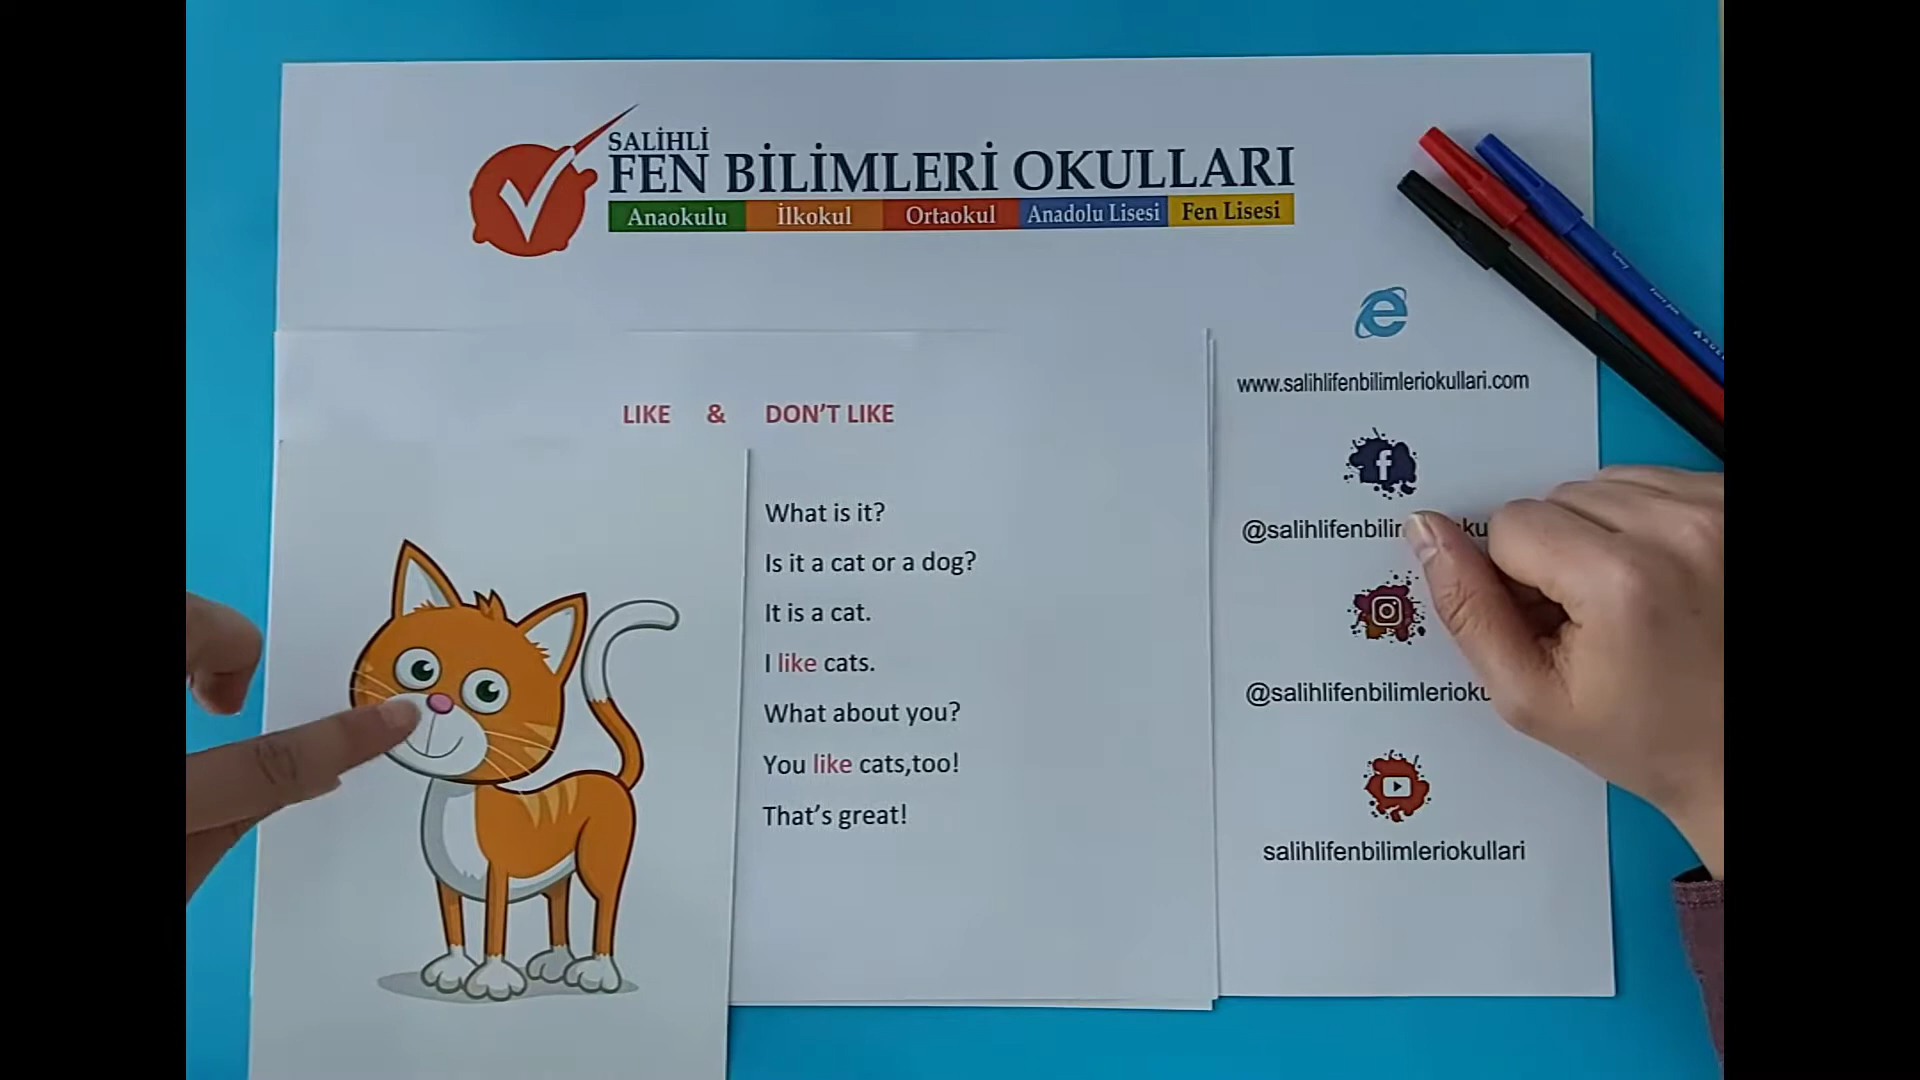 SALİHLİ
FEN BİLİMLERİ OKULLARI
Anaokulu İlkokul Ortaokul Anadolu Lisesi Fen Lisesi
www.salihlifenbilimleriokullari.com
LIKE & DON'T LIKE
What is it?
Is it a cat or a dog?
It is a cat.
I like cats.
What about you?
You like cats,too!
That's great!
@salihlifenbilimleriokullari
salihlifenbilimleriokullari